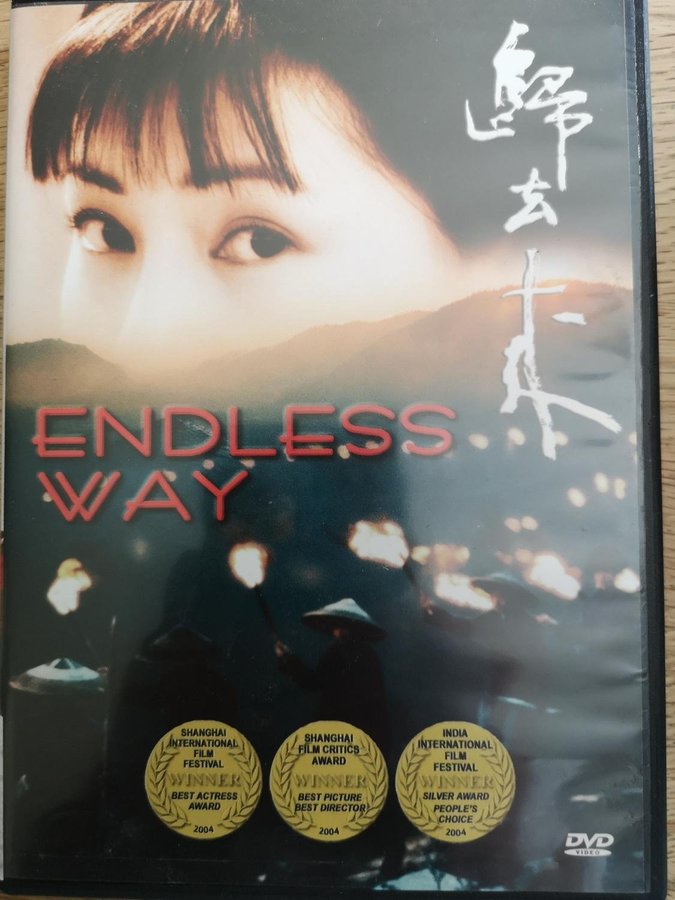 歸去來
ENDLESS
WAY
SHANGHAI
INTERNATIONAL
FILM
FESTIVAL
WINNER
BEST ACTRESS
AWARD
2004
SHANGHAI
FILM CRITICS
AWARD
WINNER
BEST PICTURE
BEST DIRECTOR
2004
INDIA
INTERNATIONAL
FILM
FESTIVAL
WINNER
SILVER AWARD
PEOPLE'S
CHOICE
2004
DVD
VIDEO